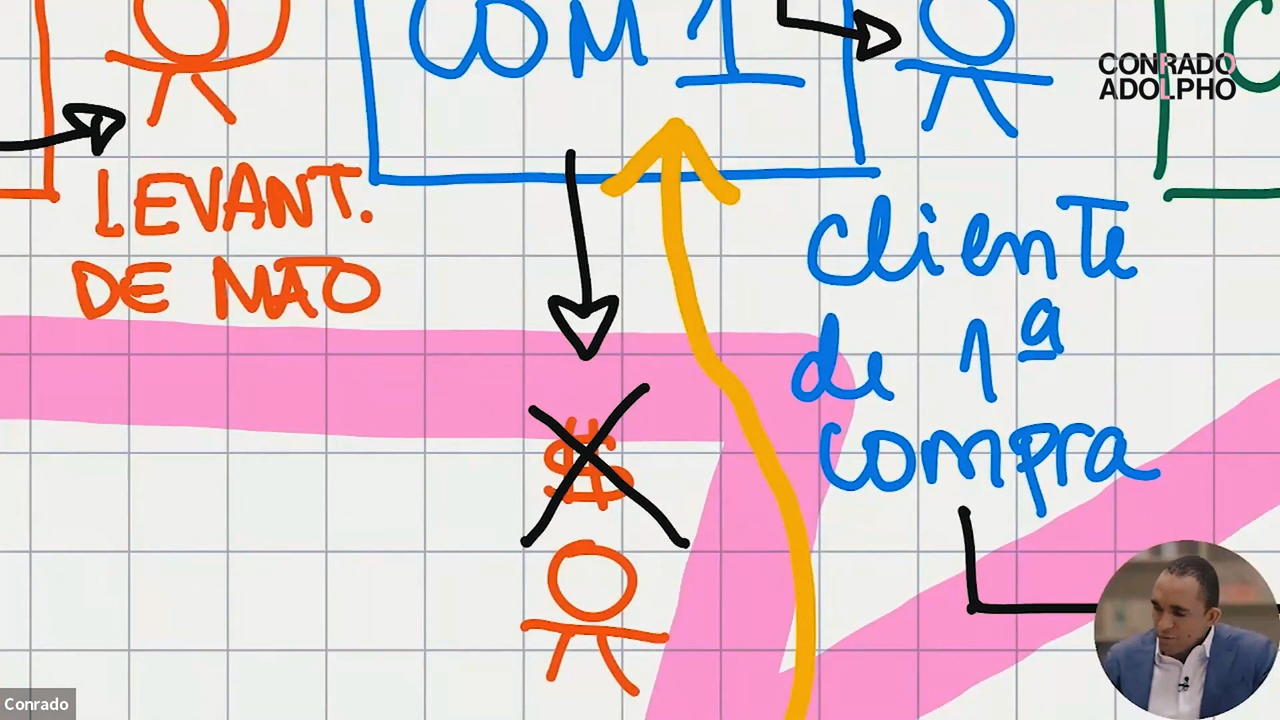 COM 1
CONRADO
ADOLPHO
LEVANT.
DE MÃO
cliente
de 1ª
compra
$
Conrado